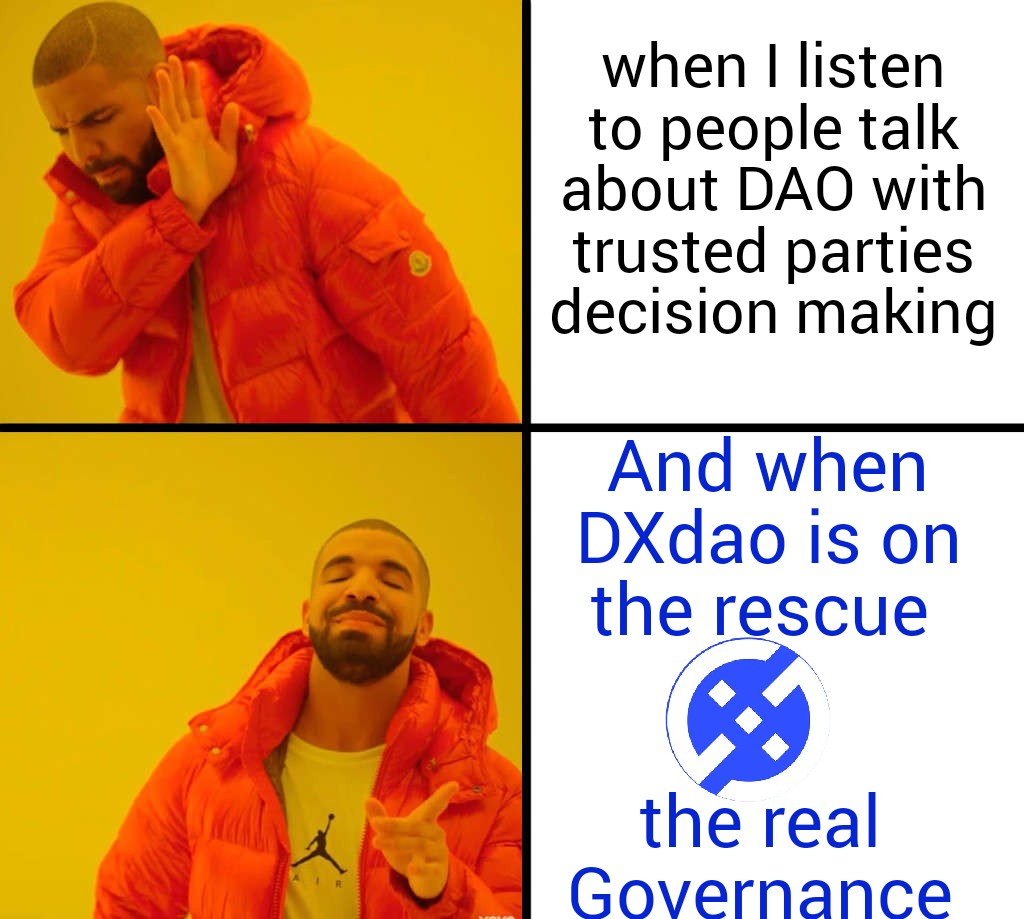 when I listen
to people talk
about DAO with
trusted parties
decision making
And when
DXdao is on
the rescue
the real
Governance
AIR